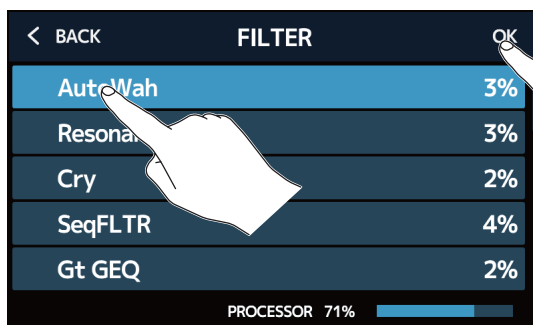 < BACK FILTER OK
AutoWah 3%
3%
Cry 2%
SeqFLTR 4%
Gt GEQ 2%
PROCESSOR 71%